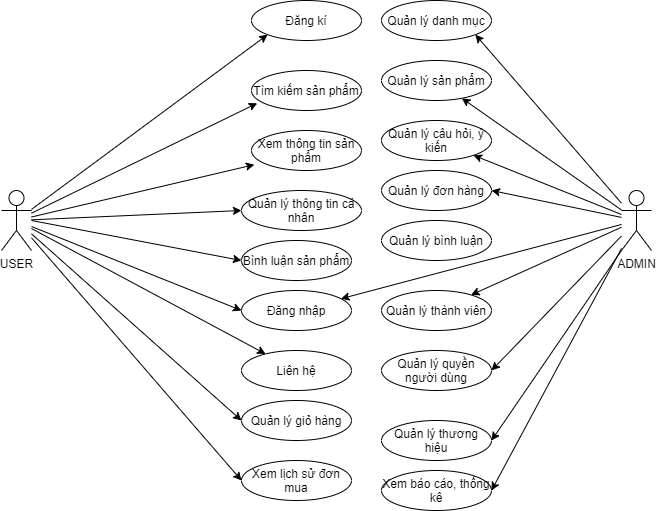 Đăng kí
Tìm kiếm sản phẩm
Xem thông tin sản
phẩm
Quản lý thông tin cá
nhân
Bình luận sản phẩm
Đăng nhập
Liên hệ
Quản lý giỏ hàng
Xem lịch sử đơn
mua
USER
Quản lý danh mục
Quản lý sản phẩm
Quản lý câu hỏi, ý
kiến
Quản lý đơn hàng
Quản lý bình luận
Quản lý thành viên
Quản lý quyền
người dùng
Quản lý thương
hiệu
Xem báo cáo, thống
kê
ADMIN